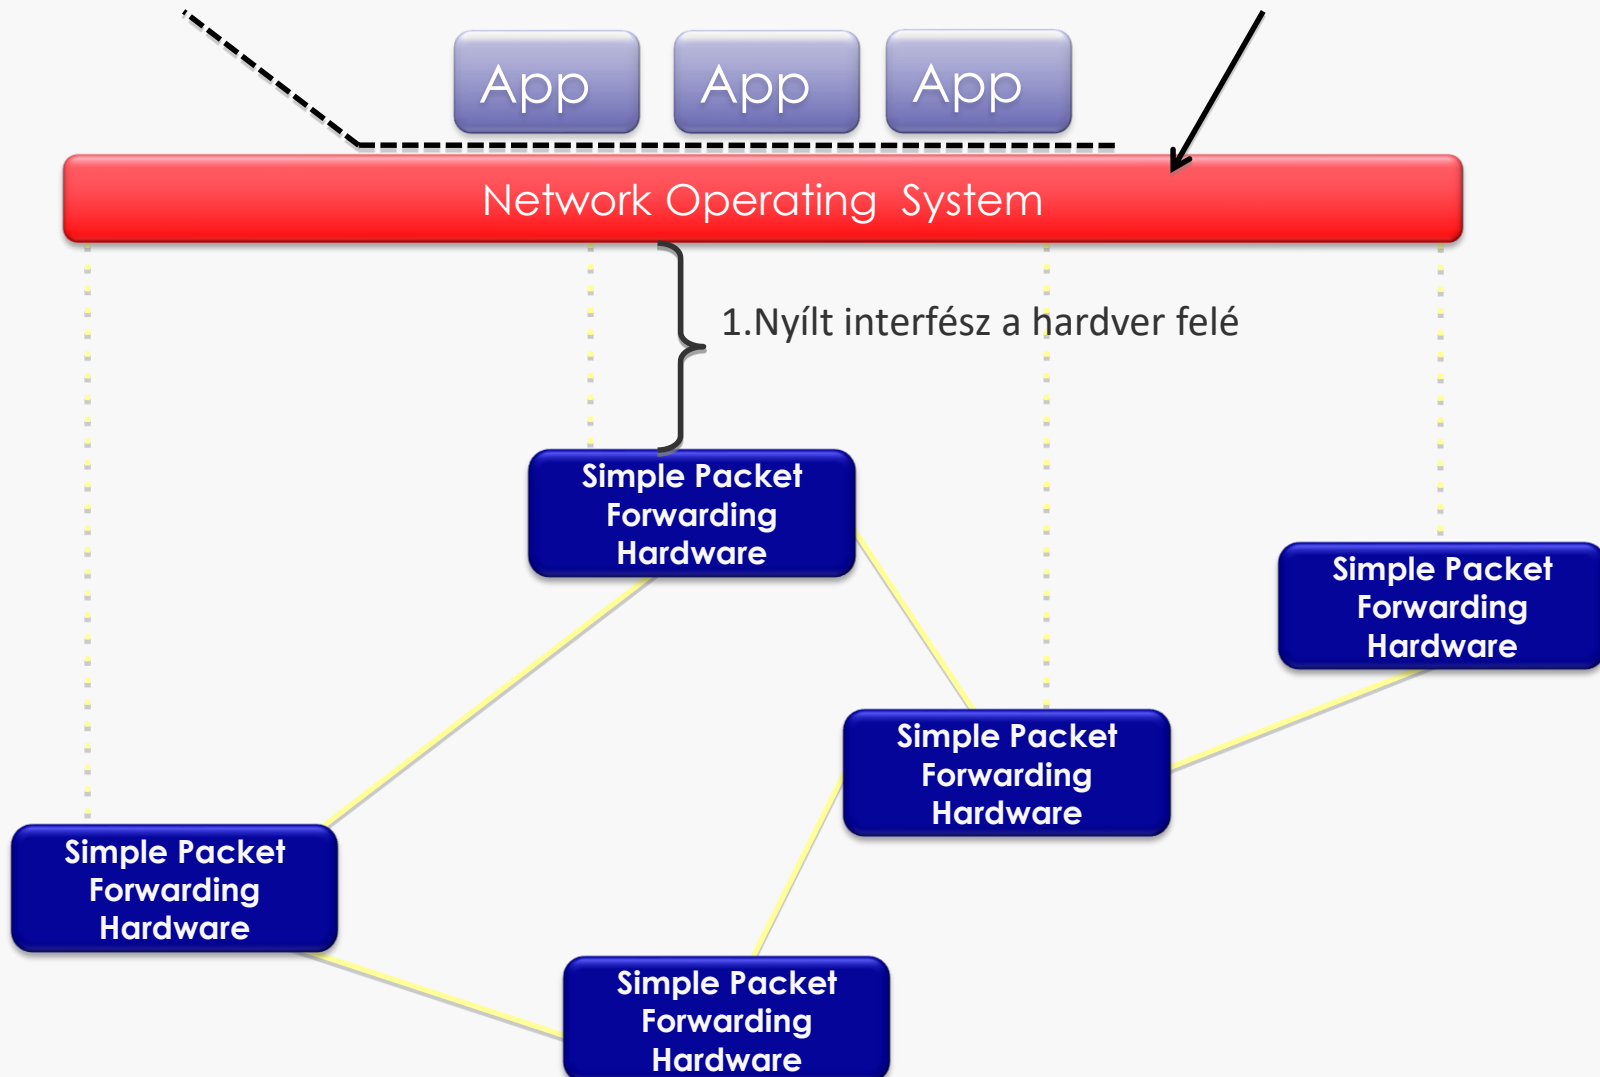 App App App
Network Operating System
1.Nyílt interfész a hardver felé
Simple Packet
Forwarding
Hardware
Simple Packet
Forwarding
Hardware
Simple Packet
Forwarding
Hardware
Simple Packet
Forwarding
Hardware
Simple Packet
Forwarding
Hardware